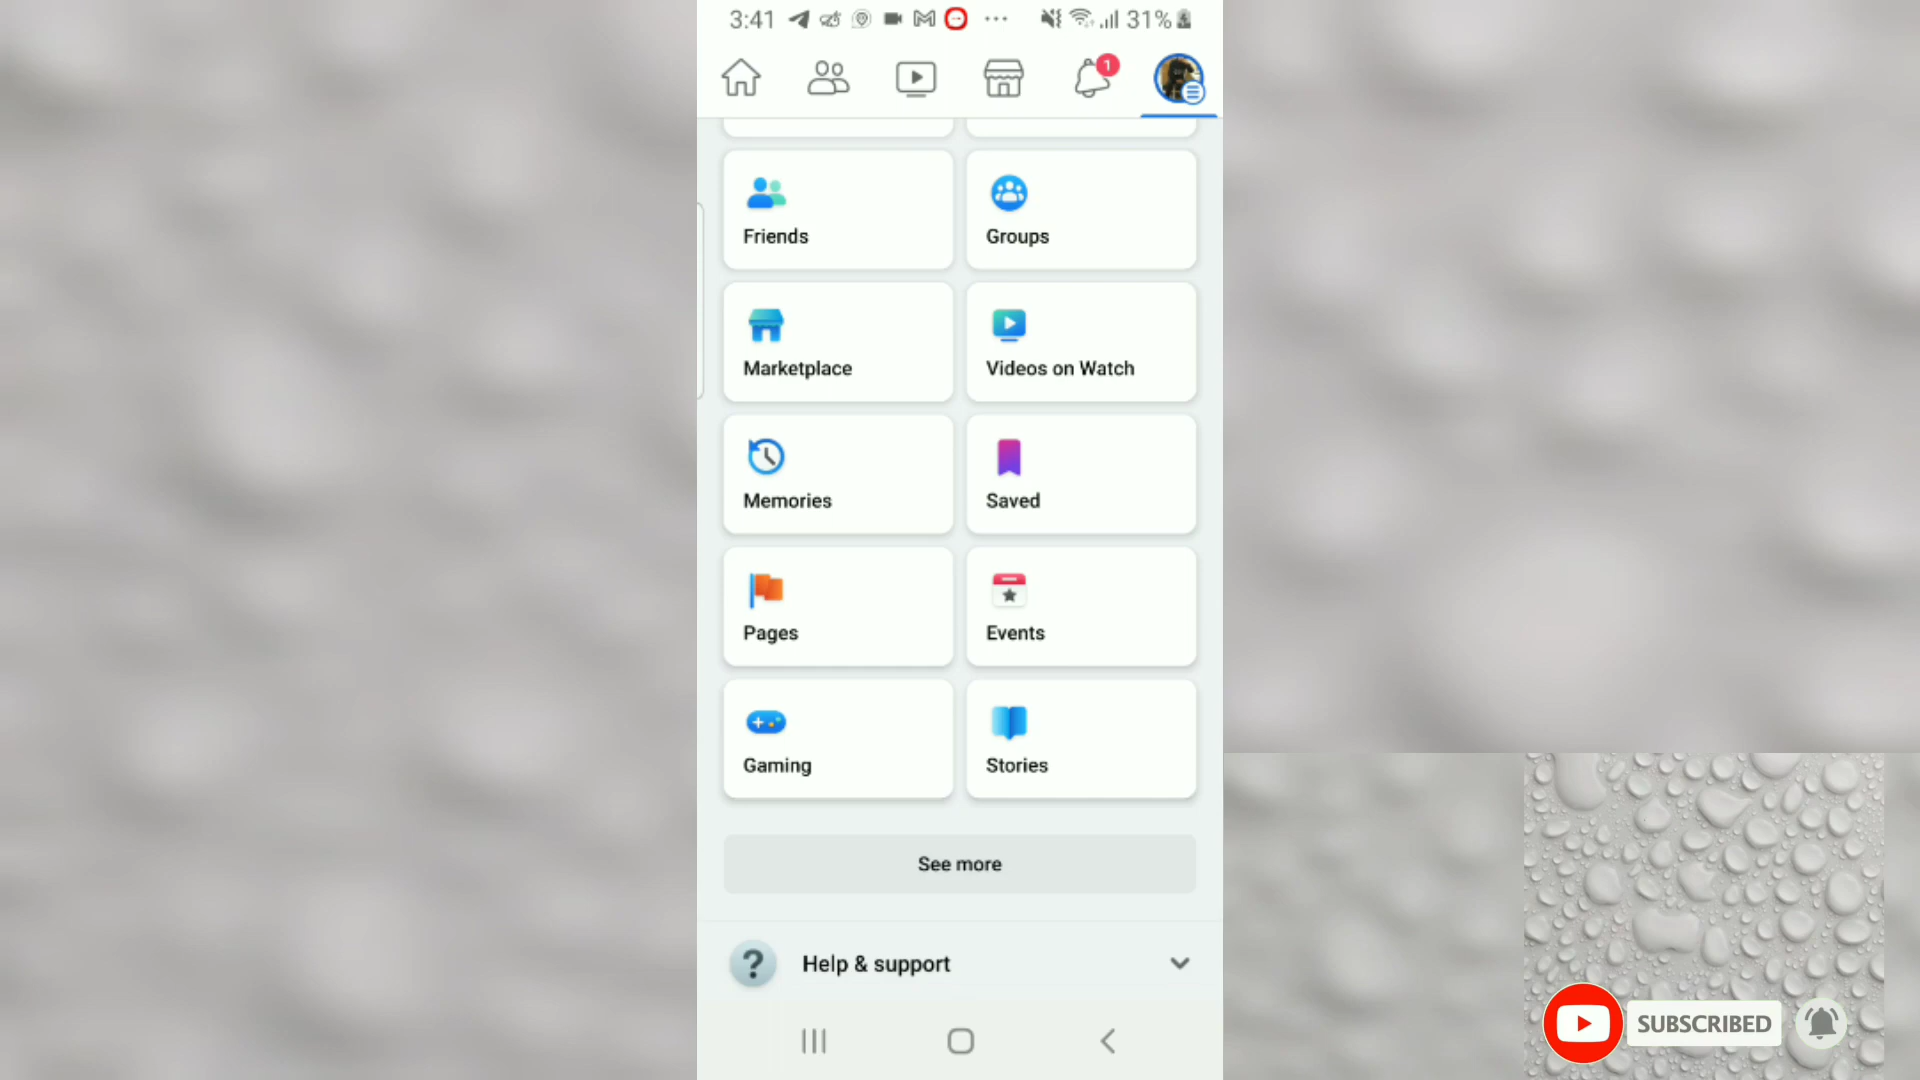 3:41
31%
1
Friends
Groups
Marketplace
Videos on Watch
Memories
Saved
Pages
Events
Gaming
Stories
See more
? Help & support
SUBSCRIBED